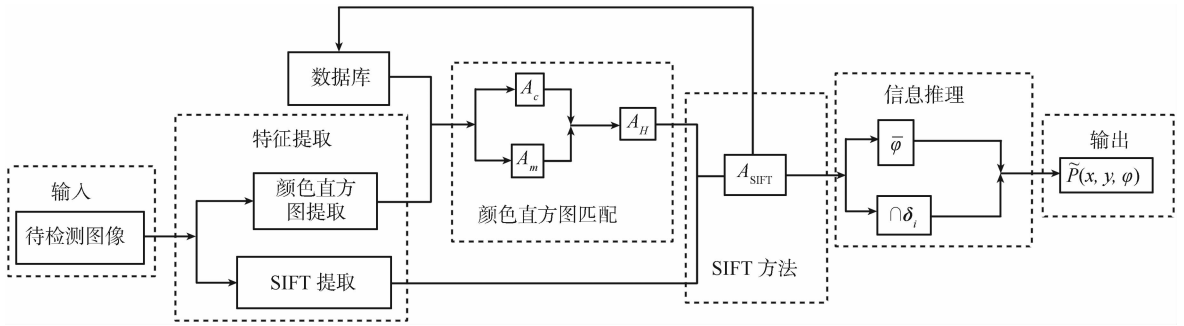 输入
待检测图像
特征提取
颜色直方
图提取
SIFT 提取
数据库
A_c
A_m
A_H
颜色直方图匹配
A_SIFT
SIFT 方法
信息推理
φ̅
∩δ_i
输出
P̃(x, y, φ)